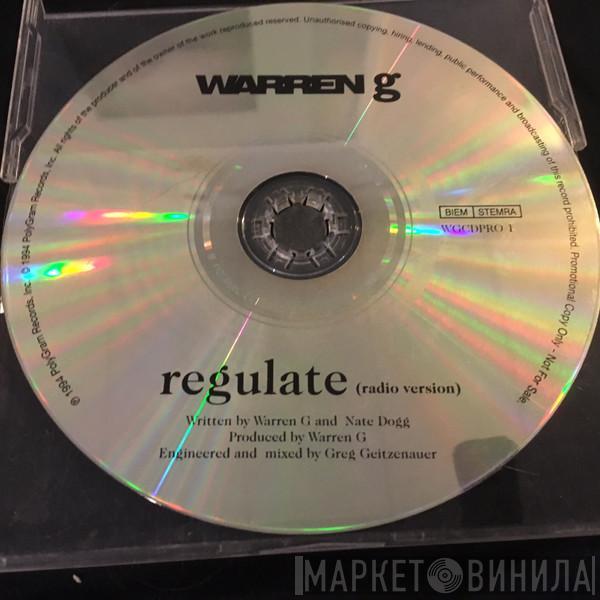 ℗ 1994 PolyGram Records, Inc. © 1994 PolyGram Records, Inc. All rights of the producer and of the owner of the work reproduced reserved. Unauthorised copying, hiring, lending, public performance and broadcasting of this record prohibited. Promotional Copy Only - Not For Sale.
WARREN g
BIEM STEMRA
WGCDPRO 1
regulate (radio version)
Written by Warren G and Nate Dogg
Produced by Warren G
Engineered and mixed by Greg Geitzenauer
МАРКЕТ ВИНИЛА